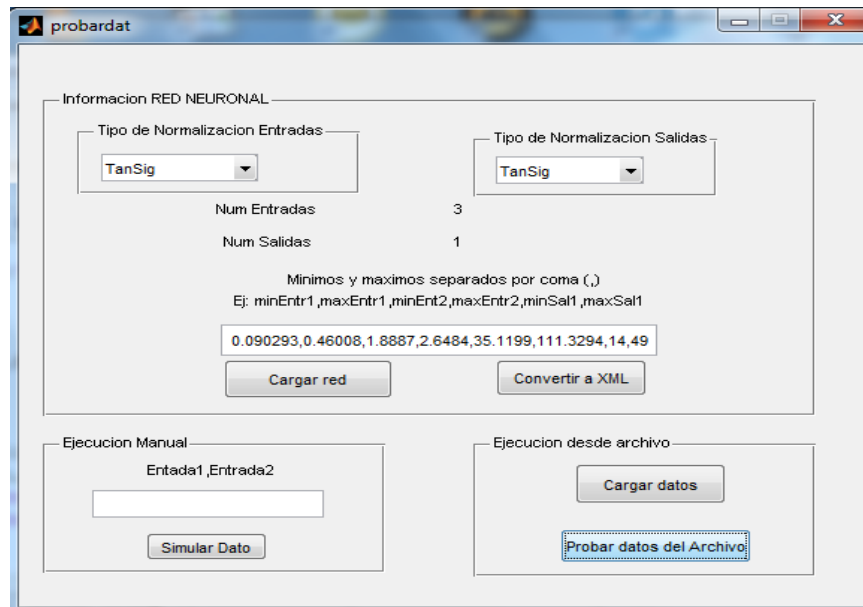 probardat
Informacion RED NEURONAL
Tipo de Normalizacion Entradas
Tipo de Normalizacion Salidas
TanSig
TanSig
Num Entradas 3
Num Salidas 1
Minimos y maximos separados por coma (,)
Ej: minEntr1,maxEntr1,minEnt2,maxEntr2,minSal1,maxSal1
0.090293,0.46008,1.8887,2.6484,35.1199,111.3294,14,49
Cargar red
Convertir a XML
Ejecucion Manual
Entada1,Entrada2
Simular Dato
Ejecucion desde archivo
Cargar datos
Probar datos del Archivo